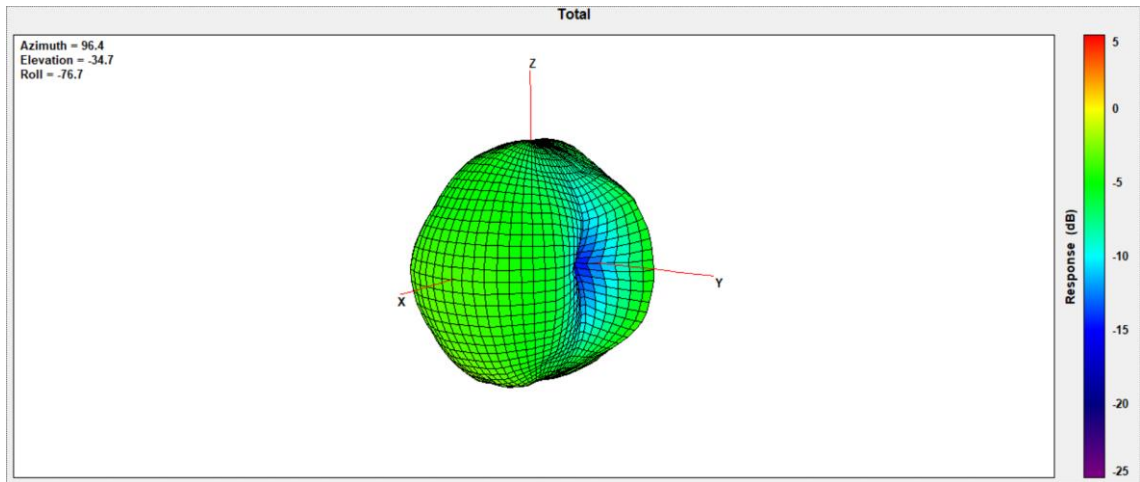 Total
Azimuth = 96.4
Elevation = -34.7
Roll = -76.7
Z
X
Y
5
0
-5
-10
-15
-20
-25
Response (dB)